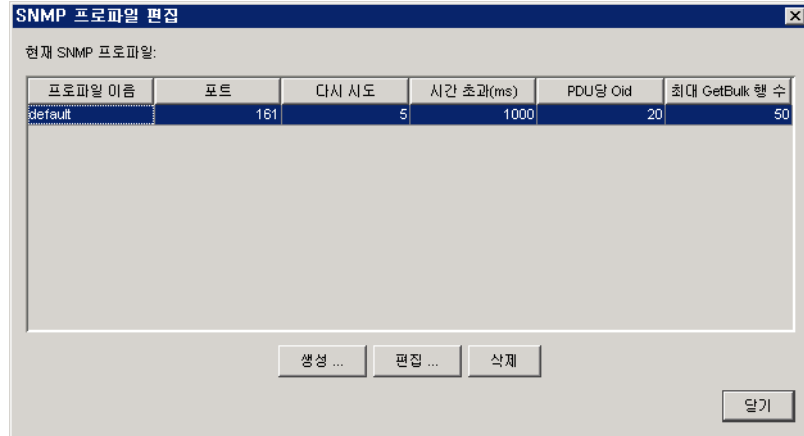 SNMP 프로파일 편집
현재 SNMP 프로파일:
프로파일 이름 포트 다시 시도 시간 초과(ms) PDU당 Oid 최대 GetBulk 행 수
default 161 5 1000 20 50
생성 ... 편집 ... 삭제
닫기